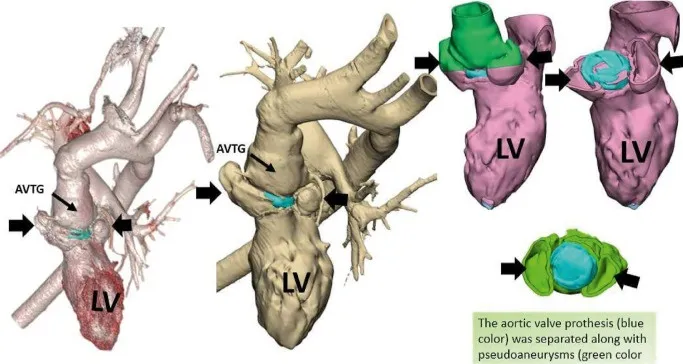 AVTG
LV
AVTG
LV
LV
LV
The aortic valve prothesis (blue
color) was separated along with
pseudoaneurysms (green color